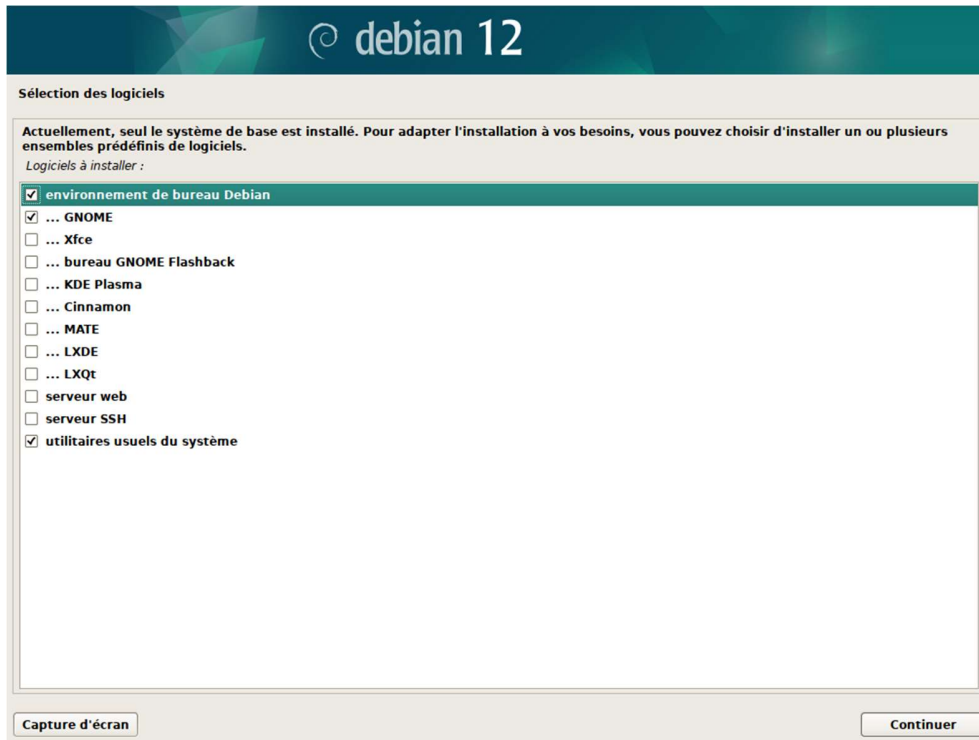 debian 12
Sélection des logiciels
Actuellement, seul le système de base est installé. Pour adapter l'installation à vos besoins, vous pouvez choisir d'installer un ou plusieurs
ensembles prédéfinis de logiciels.
Logiciels à installer :
environnement de bureau Debian
... GNOME
... Xfce
... bureau GNOME Flashback
... KDE Plasma
... Cinnamon
... MATE
... LXDE
... LXQt
serveur web
serveur SSH
utilitaires usuels du système
Capture d'écran
Continuer